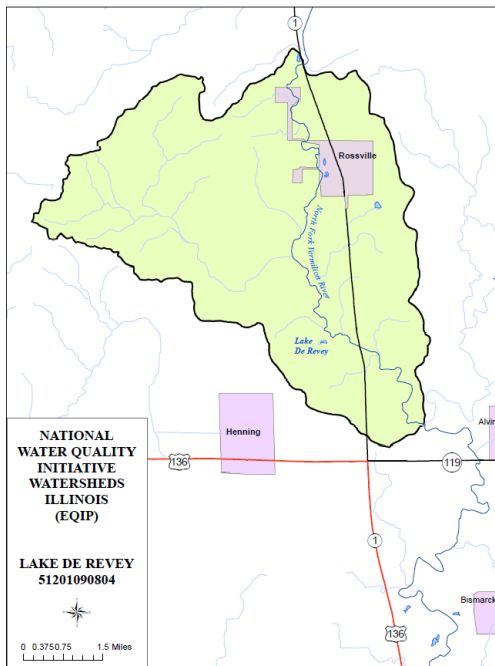 1
Rossville
North Fork Vermilion River
Lake
De Revey
Henning
Alvin
136
119
1
136
Bismarck
NATIONAL
WATER QUALITY
INITIATIVE
WATERSHEDS
ILLINOIS
(EQIP)
LAKE DE REVEY
51201090804
0 0.375 0.75 1.5 Miles